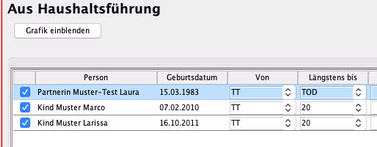 Aus Haushaltsführung
Grafik einblenden
Person Geburtsdatum Von Längstens bis
Partnerin Muster-Test Laura 15.03.1983 TT TOD
Kind Muster Marco 07.02.2010 TT 20
Kind Muster Larissa 16.10.2011 TT 20